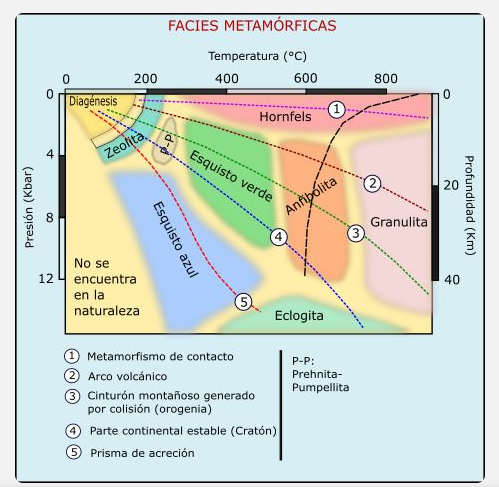 FACIES METAMÓRFICAS
Temperatura (°C)
0 200 400 600 800
Presión (Kbar)
0
4
8
12
Profundidad (Km)
0
20
40
Diagénesis
Zeolita
P-P
Hornfels
Esquisto verde
Anfibolita
Granulita
Esquisto azul
Eclogita
No se
encuentra
en la
naturaleza
1
2
3
4
5
1 Metamorfismo de contacto
2 Arco volcánico
3 Cinturón montañoso generado
por colisión (orogenia)
4 Parte continental estable (Cratón)
5 Prisma de acreción
P-P:
Prehnita-
Pumpellita